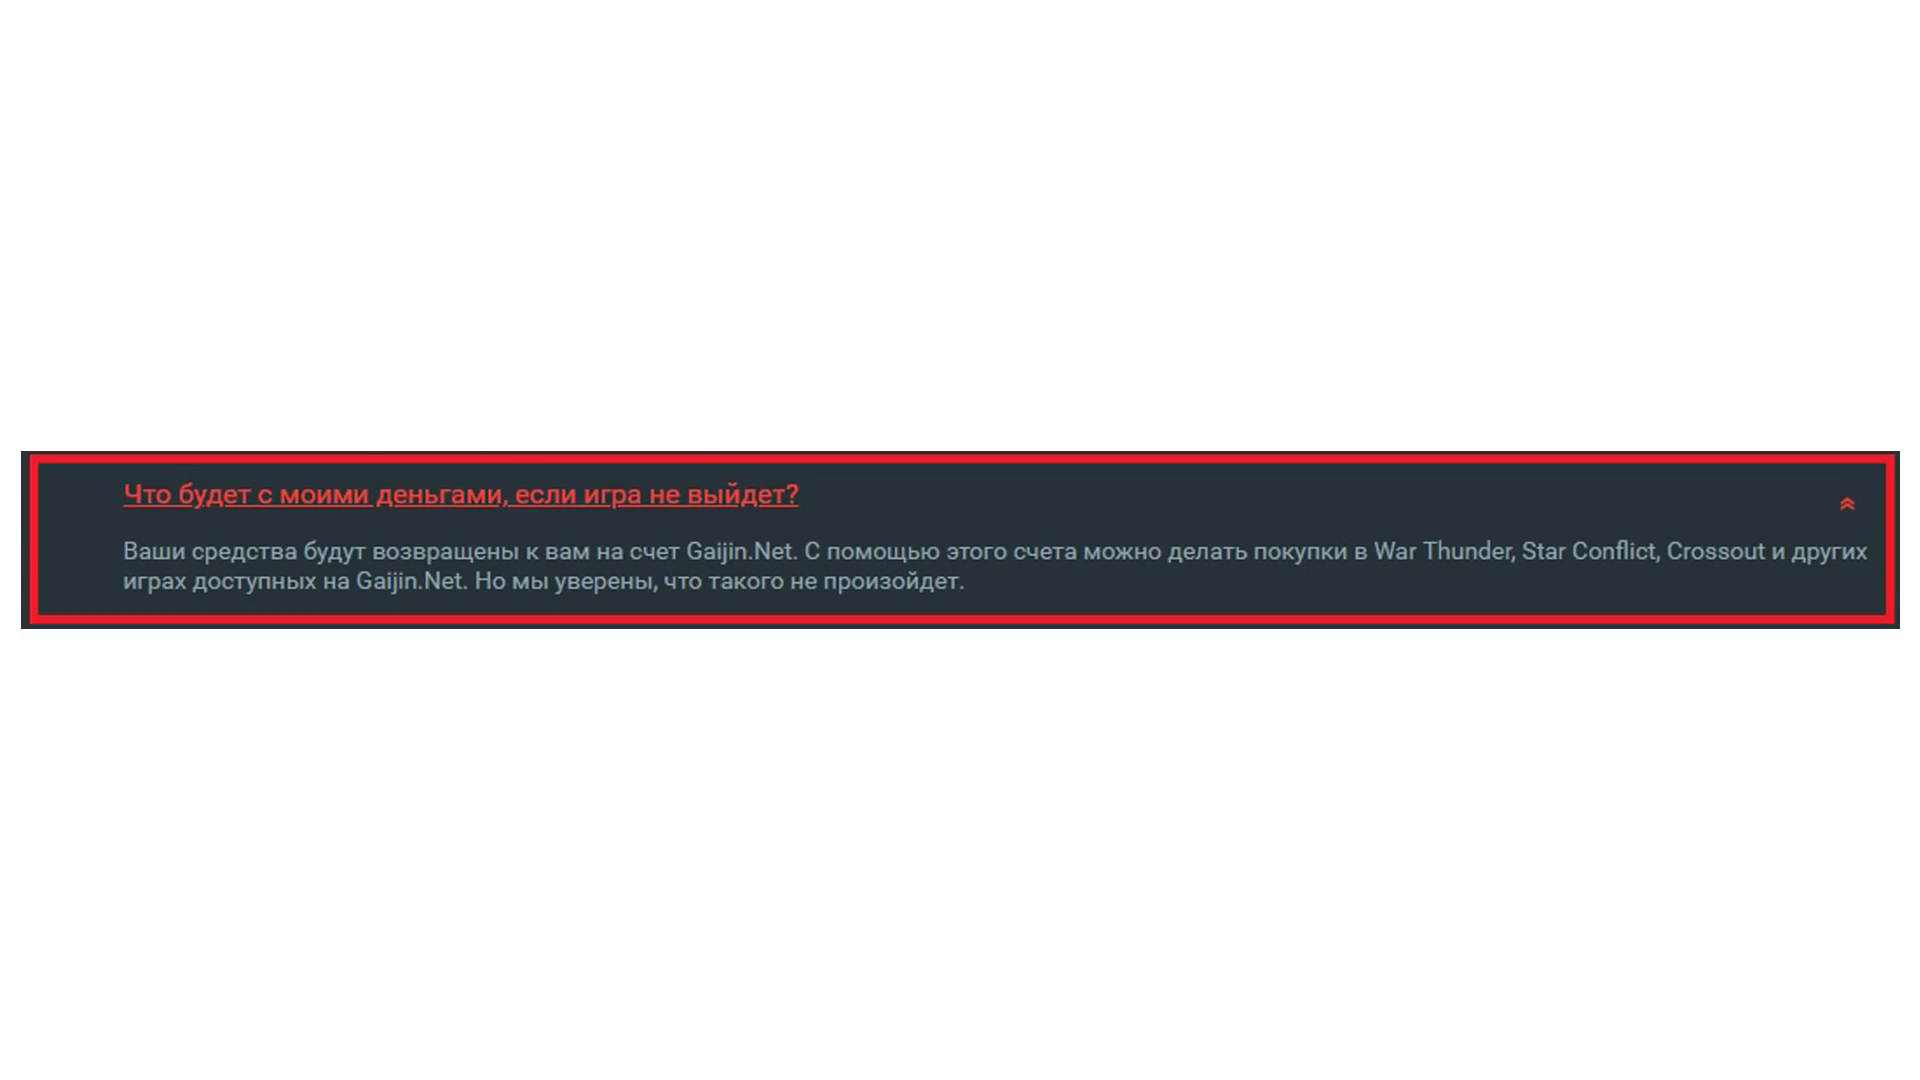 Что будет с моими деньгами, если игра не выйдет?
Ваши средства будут возвращены к вам на счет Gaijin.Net. С помощью этого счета можно делать покупки в War Thunder, Star Conflict, Crossout и других
играх доступных на Gaijin.Net. Но мы уверены, что такого не произойдет.